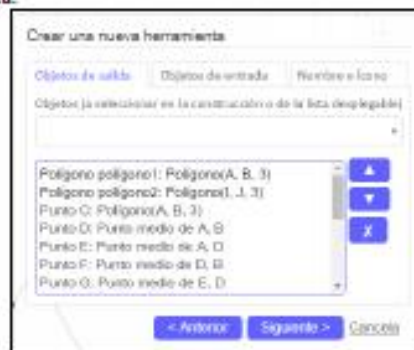 Crear una nueva herramienta
Objetos de salida Objetos de entrada Nombre e Icono
Objetos (a seleccionar en la construcción o de la lista desplegable)
Polígono polígono1: Polígono(A, B, 3)
Polígono polígono2: Polígono(I, J, 3)
Punto C: Polígono(A, B, 3)
Punto D: Punto medio de A, B
Punto E: Punto medio de A, D
Punto F: Punto medio de D, B
Punto G: Punto medio de E, D
X
< Anterior Siguiente > Cancela